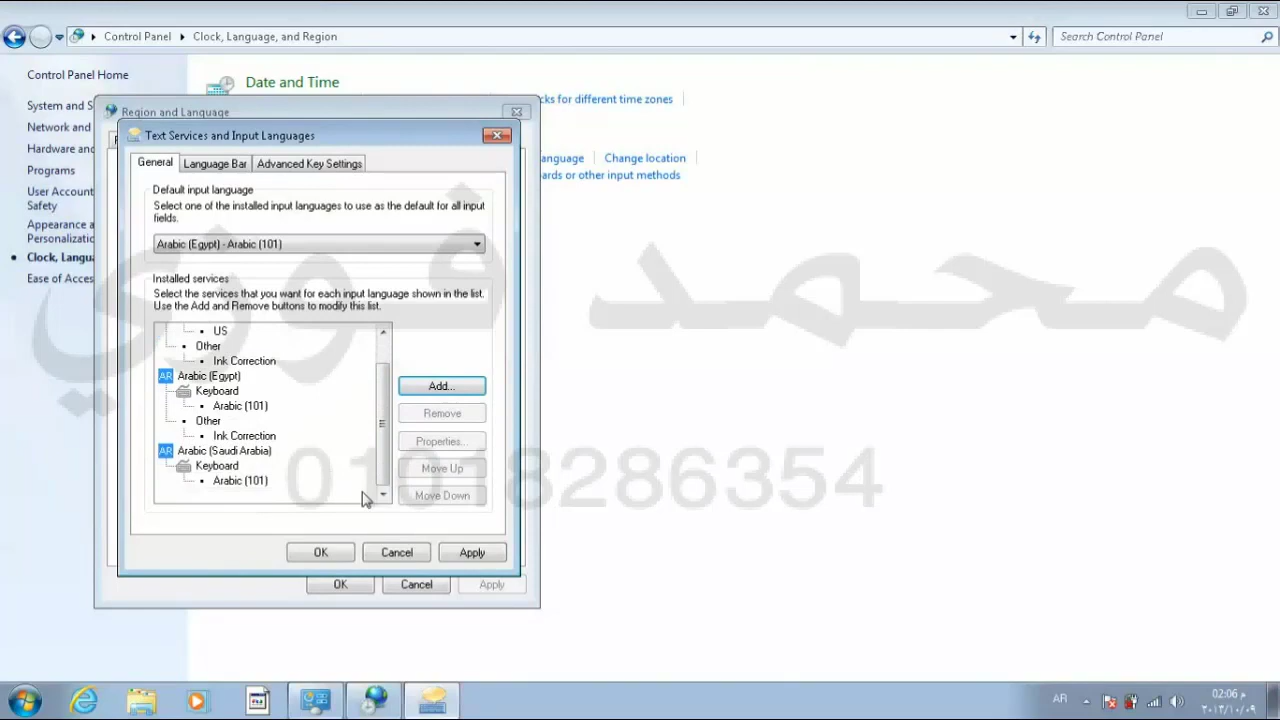 Control Panel
Clock, Language, and Region
Search Control Panel
Control Panel Home
System and S
Network and
Hardware and
Programs
User Account
Safety
Appearance a
Personalizatio
Clock, Langua
Ease of Acces
Date and Time
cks for different time zones
anguage
Change location
ards or other input methods
Region and Language
Text Services and Input Languages
General
Language Bar
Advanced Key Settings
Default input language
Select one of the installed input languages to use as the default for all input
fields.
Arabic (Egypt) - Arabic (101)
Installed services
Select the services that you want for each input language shown in the list.
Use the Add and Remove buttons to modify this list.
US
Other
Ink Correction
AR Arabic (Egypt)
Keyboard
Arabic (101)
Other
Ink Correction
AR Arabic (Saudi Arabia)
Keyboard
Arabic (101)
Add...
Remove
Properties...
Move Up
Move Down
OK
Cancel
Apply
OK
Cancel
Apply
محمد فوزي
01018286354
AR
02:06 م
٢٠١٣/١٠/٠٩